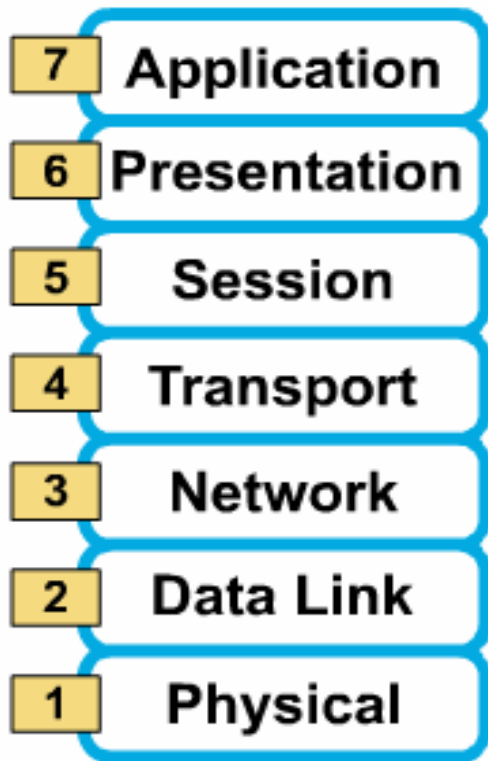 7 Application
6 Presentation
5 Session
4 Transport
3 Network
2 Data Link
1 Physical